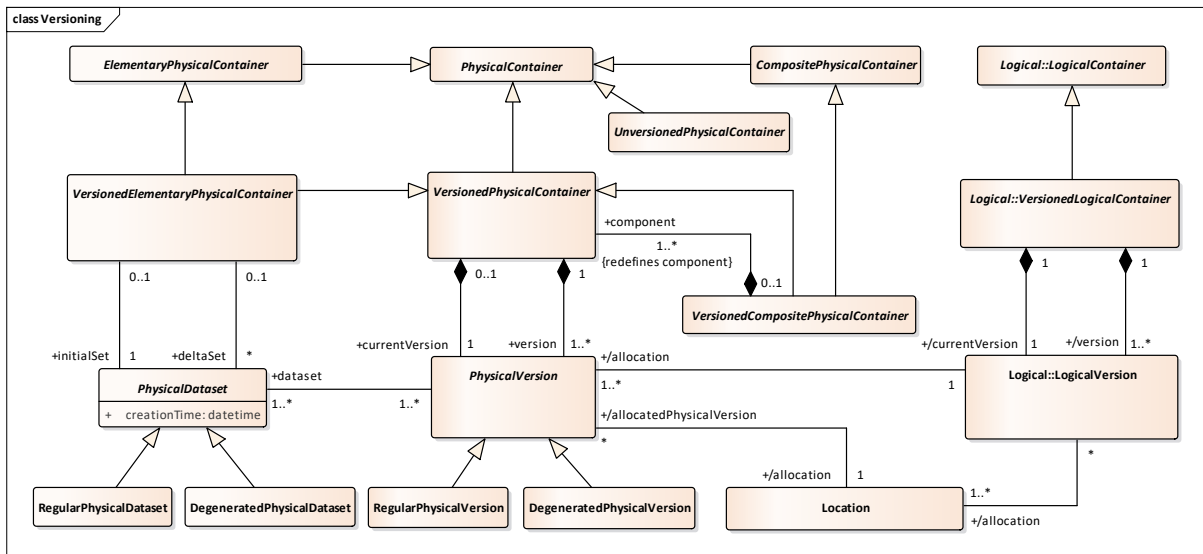 class Versioning
ElementaryPhysicalContainer
PhysicalContainer
CompositePhysicalContainer
Logical::LogicalContainer
UnversionedPhysicalContainer
VersionedElementaryPhysicalContainer
VersionedPhysicalContainer
Logical::VersionedLogicalContainer
+component
1..*
{redefines component}
0..1
VersionedCompositePhysicalContainer
0..1
0..1
0..1
1
1
1
+initialSet
1
+deltaSet
*
+currentVersion
1
+version
1..*
+/currentVersion
1
+/version
1..*
PhysicalDataset
+ creationTime: datetime
+dataset
1..*
1..*
PhysicalVersion
+/allocation
1..*
1
Logical::LogicalVersion
+/allocatedPhysicalVersion
*
*
RegularPhysicalDataset
DegeneratedPhysicalDataset
RegularPhysicalVersion
DegeneratedPhysicalVersion
+/allocation
1
Location
1..*
+/allocation